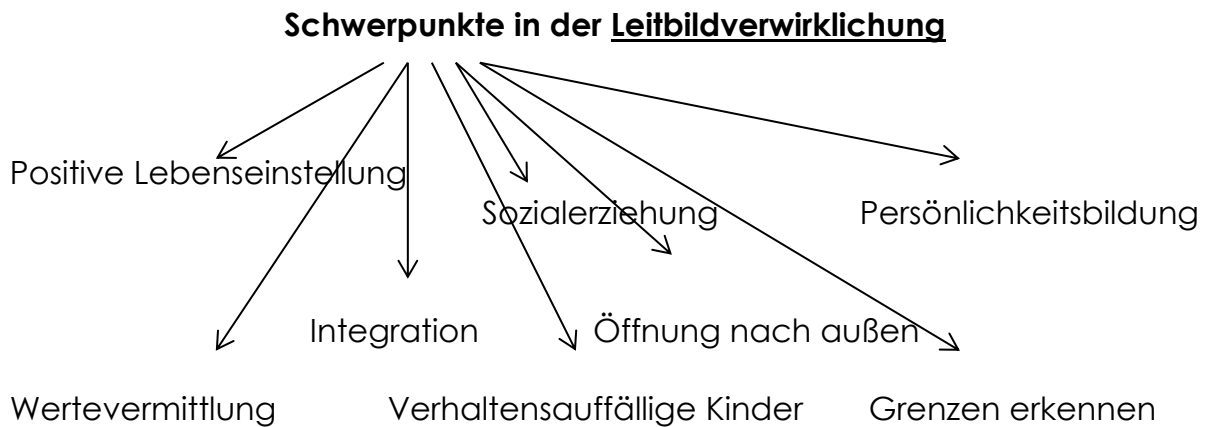 Schwerpunkte in der Leitbildverwirklichung
Positive Lebenseinstellung
Sozialerziehung Persönlichkeitsbildung
Integration Öffnung nach außen
Wertevermittlung Verhaltensauffällige Kinder Grenzen erkennen